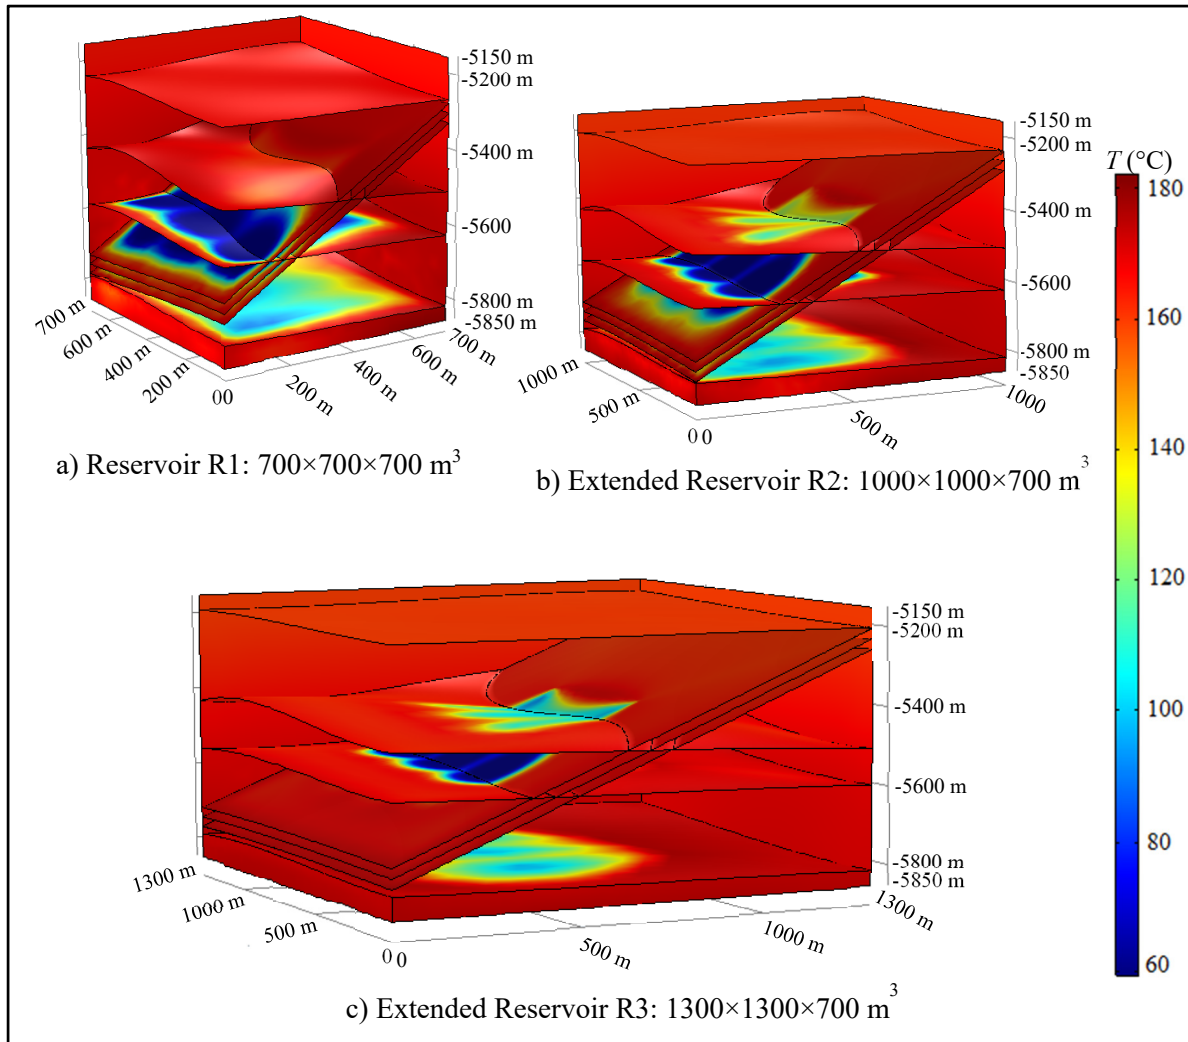 -5150 m
-5200 m
-5400 m
-5600 m
-5800 m
-5850 m
700 m
600 m
400 m
200 m
00
200 m
400 m
600 m
700 m
a) Reservoir R1: 700×700×700 m³
-5150 m
-5200 m
-5400 m
-5600
-5800 m
-5850
1000 m
500 m
0 0
500 m
1000
b) Extended Reservoir R2: 1000×1000×700 m³
T (°C)
180
160
140
120
100
80
60
-5150 m
-5200 m
-5400 m
-5600 m
-5800 m
-5850 m
1300 m
1000 m
500 m
0 0
500 m
1000 m
1300 m
c) Extended Reservoir R3: 1300×1300×700 m³